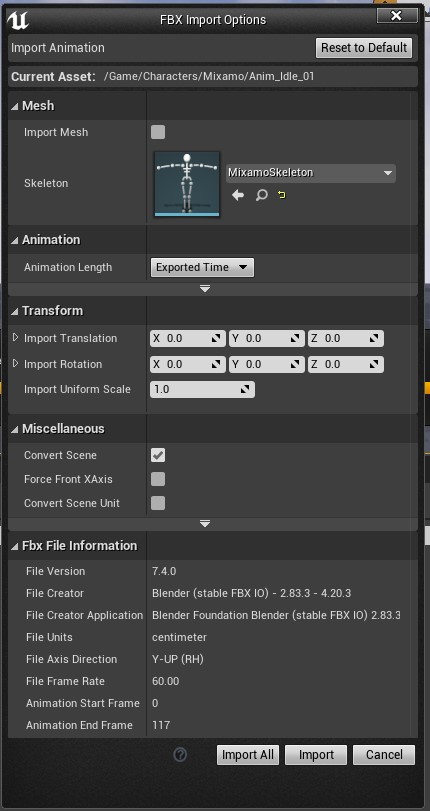 FBX Import Options
Import Animation
Reset to Default
Current Asset: /Game/Characters/Mixamo/Anim_Idle_01
Mesh
Import Mesh
Skeleton
MixamoSkeleton
Animation
Animation Length Exported Time
Transform
Import Translation X 0.0 Y 0.0 Z 0.0
Import Rotation X 0.0 Y 0.0 Z 0.0
Import Uniform Scale 1.0
Miscellaneous
Convert Scene
Force Front XAxis
Convert Scene Unit
Fbx File Information
File Version 7.4.0
File Creator Blender (stable FBX IO) - 2.83.3 - 4.20.3
File Creator Application Blender Foundation Blender (stable FBX IO) 2.83.3
File Units centimeter
File Axis Direction Y-UP (RH)
File Frame Rate 60.00
Animation Start Frame 0
Animation End Frame 117
Import All Import Cancel